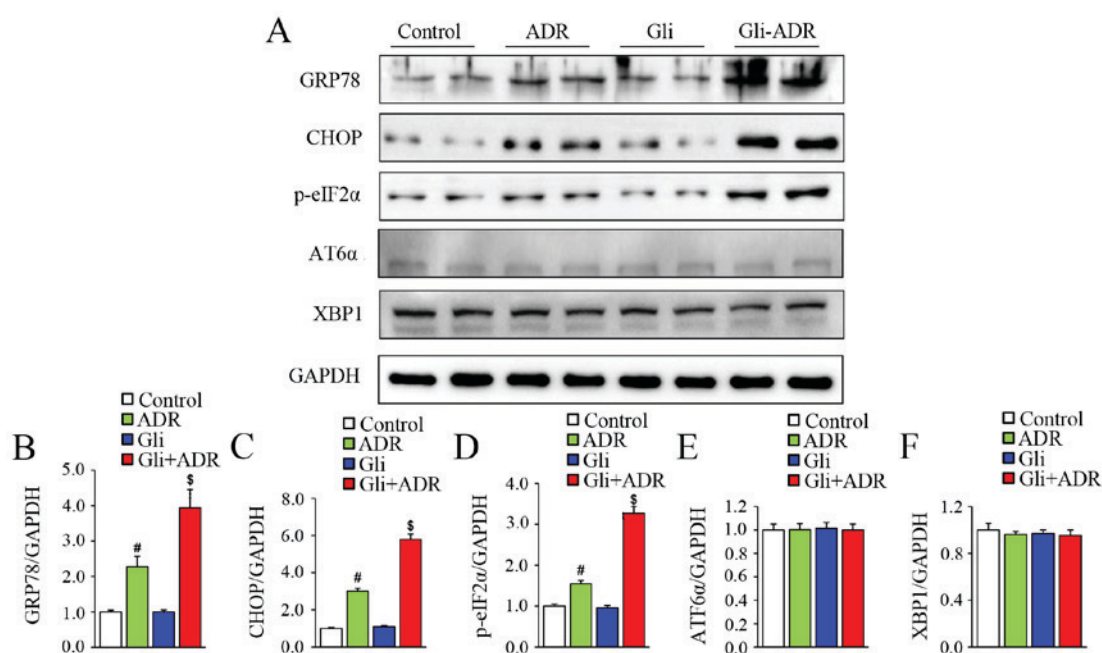 A
Control ADR Gli Gli-ADR
GRP78
CHOP
p-eIF2α
AT6α
XBP1
GAPDH
B
Control
ADR
Gli
Gli+ADR
GRP78/GAPDH
5.0
4.0
3.0
2.0
1.0
0.0
#
$
C
Control
ADR
Gli
Gli+ADR
CHOP/GAPDH
8.0
6.0
4.0
2.0
0.0
#
$
D
Control
ADR
Gli
Gli+ADR
p-eIF2α/GAPDH
4.0
3.0
2.0
1.0
0.0
#
$
E
Control
ADR
Gli
Gli+ADR
ATF6α/GAPDH
1.2
1.0
0.8
0.6
0.4
0.2
0.0
F
Control
ADR
Gli
Gli+ADR
XBP1/GAPDH
1.2
0.9
0.6
0.4
0.0